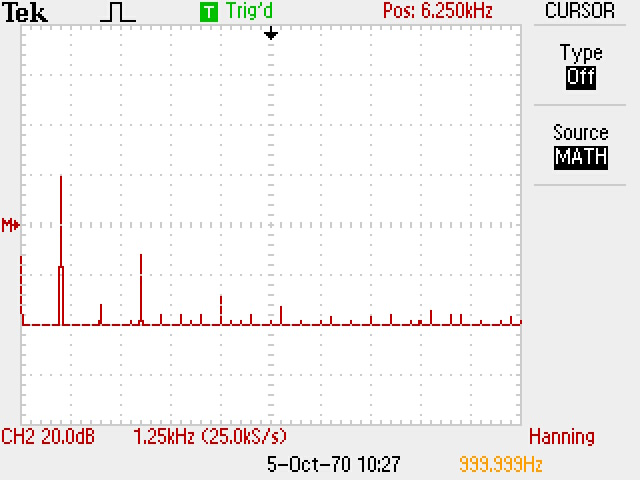 Tek T Trig'd Pos: 6.250kHz CURSOR
Type
Off
Source
MATH
M
CH2 20.0dB 1.25kHz (25.0kS/s) Hanning
5-Oct-70 10:27 999.999Hz